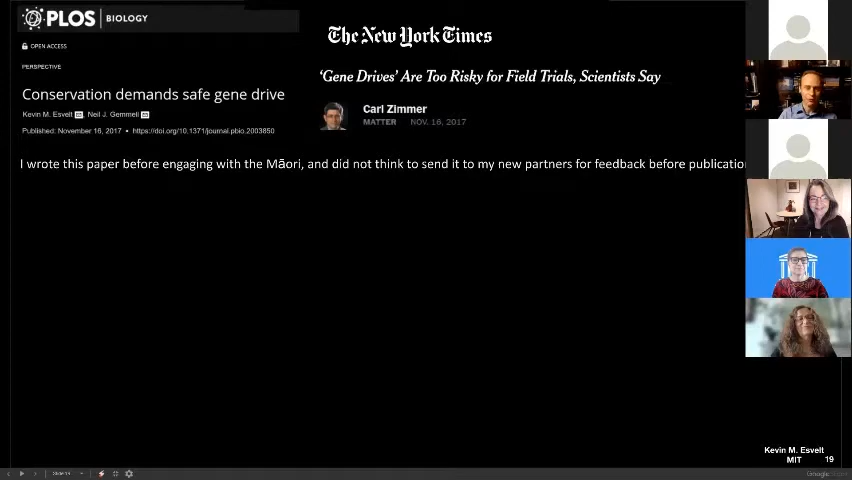 PLOS | BIOLOGY
OPEN ACCESS
PERSPECTIVE
Conservation demands safe gene drive
Kevin M. Esvelt, Neil J. Gemmell
Published: November 16, 2017 • https://doi.org/10.1371/journal.pbio.2003850
The New York Times
‘Gene Drives’ Are Too Risky for Field Trials, Scientists Say
Carl Zimmer
MATTER NOV. 16, 2017
I wrote this paper before engaging with the Māori, and did not think to send it to my new partners for feedback before publicatio
Kevin M. Esvelt
MIT 19